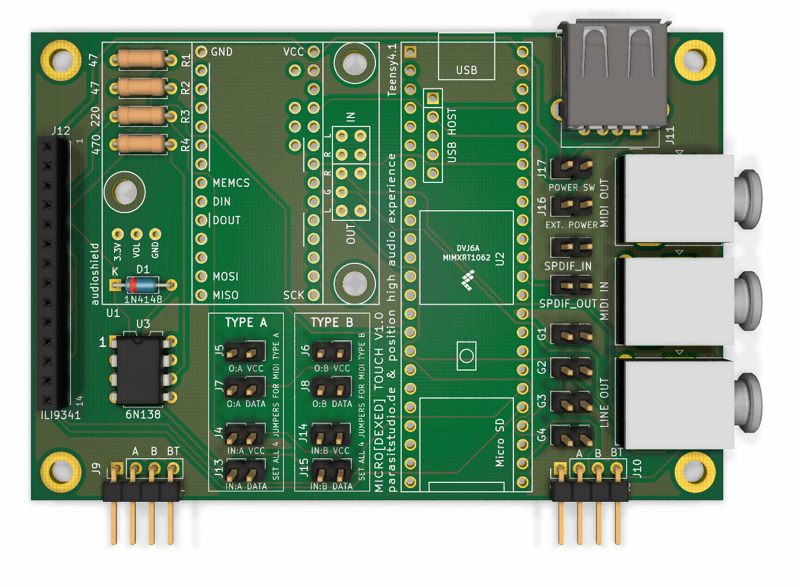 47
R1
47
R2
220
R3
470
R4
GND
VCC
Teensy4.1
USB
USB HOST
J11
J12
1
14
ILI9341
IN
L
R
R
G
L
OUT
MEMCS
DIN
DOUT
MOSI
MISO
SCK
3.3V
VOL
GND
audioshield
K
D1
1N4148
U1
U3
1
6N138
DVJ6A
MIMXRT1062
U2
J17
POWER SW
J16
EXT. POWER
SPDIF_IN
SPDIF_OUT
G1
G2
G3
G4
MIDI OUT
MIDI IN
LINE OUT
TYPE A
J5
O:A VCC
J7
O:A DATA
J4
IN:A VCC
J13
IN:A DATA
SET ALL 4 JUMPERS FOR MIDI TYPE A
TYPE B
J6
O:B VCC
J8
O:B DATA
J14
IN:B VCC
J15
IN:B DATA
SET ALL 4 JUMPERS FOR MIDI TYPE B
MICRO[DEXED] TOUCH V1.0
parasitstudio.de & position high audio experience
Micro SD
J9
A B BT
J10
A B BT